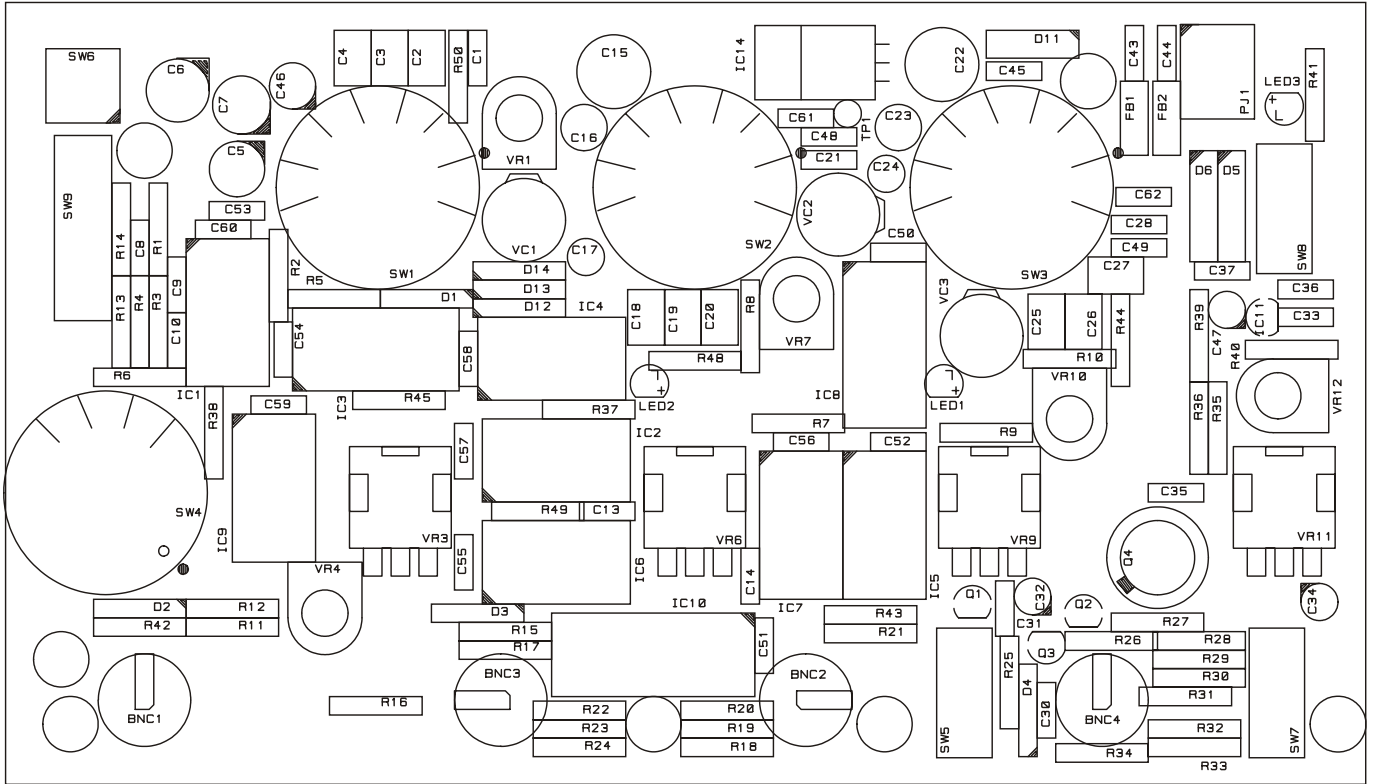 SW6
C6
C7
C46
C4
C3
C2
R50
C1
C15
IC14
C22
D11
C45
C43
C44
FB1
FB2
PJ1
LED3
R41
C5
VR1
C16
C61
TP1
C48
C21
C23
C24
SW9
R14
C8
R1
C53
C60
R2
SW1
VC1
C17
SW2
VC2
C50
SW3
C62
C28
C49
C27
D6
D5
C37
SW8
R13
R4
R3
C9
C10
R5
D1
D14
D13
D12
IC4
C18
C19
C20
R8
VR7
VC3
C25
C26
R44
R39
C47
IC11
C36
C33
R40
C54
C58
R48
R10
VR10
R6
IC1
R38
C59
IC3
R45
R37
LED2
IC8
LED1
R36
R35
VR12
SW4
IC9
C57
IC2
R7
C56
C52
R9
VR3
R49
C13
VR6
VR9
C35
VR11
VR4
C55
IC6
C14
IC7
IC5
Q4
D2
R12
R42
R11
D3
IC10
R43
R21
Q1
C32
C31
Q2
C34
R15
R17
C51
Q3
R25
R26
R27
R28
R29
R30
R31
BNC1
R16
BNC3
BNC2
BNC4
R22
R23
R24
R20
R19
R18
SW5
D4
C30
R34
R32
R33
SW7